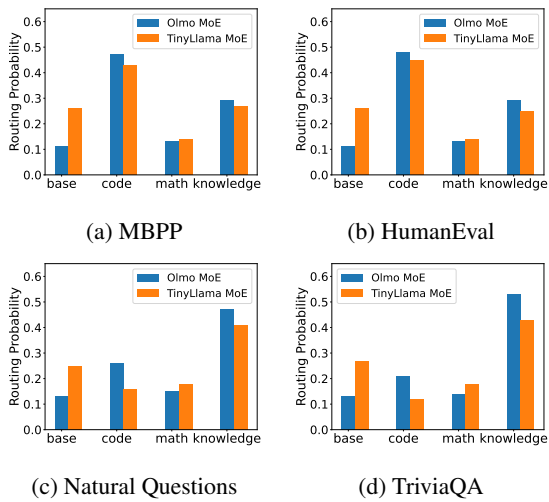 Routing Probability
0.6
0.5
0.4
0.3
0.2
0.1
0.0
Olmo MoE
TinyLlama MoE
base code math knowledge
(a) MBPP
Routing Probability
0.6
0.5
0.4
0.3
0.2
0.1
0.0
Olmo MoE
TinyLlama MoE
base code math knowledge
(b) HumanEval
Routing Probability
0.6
0.5
0.4
0.3
0.2
0.1
0.0
Olmo MoE
TinyLlama MoE
base code math knowledge
(c) Natural Questions
Routing Probability
0.6
0.5
0.4
0.3
0.2
0.1
0.0
Olmo MoE
TinyLlama MoE
base code math knowledge
(d) TriviaQA